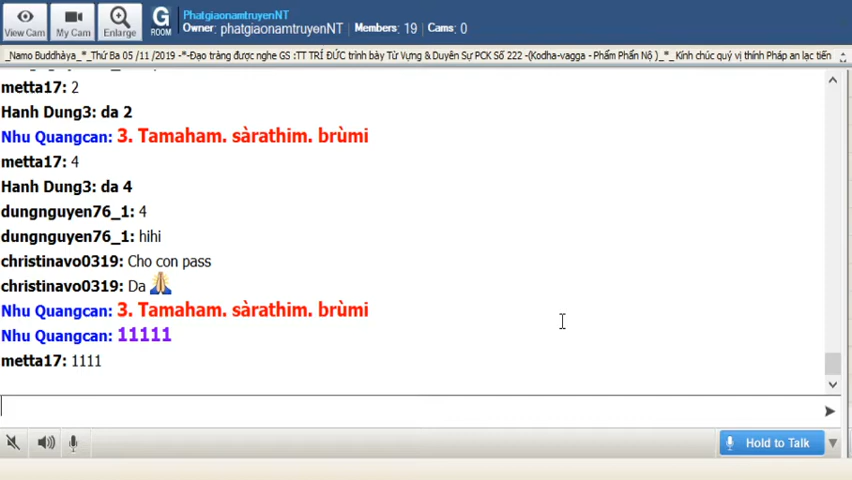 View Cam
My Cam
Enlarge
G
ROOM
PhatgiaonamtruyenNT
Owner: phatgiaonamtruyenNT Members: 19 Cams: 0
_Namo Buddhàya_*_Thứ Ba 05 /11 /2019 -*-Đạo tràng được nghe GS :TT TRÍ ĐỨC trình bày Từ Vựng & Duyên Sự PCK Số 222 -(Kodha-vagga - Phẩm Phẫn Nộ )_*_ Kính chúc quý vị thính Pháp an lạc tiến
metta17: 2
Hanh Dung3: da 2
Nhu Quangcan: 3. Tamaham. sàrathim. brùmi
metta17: 4
Hanh Dung3: da 4
dungnguyen76_1: 4
dungnguyen76_1: hihi
christinavo0319: Cho con pass
christinavo0319: Da 🙏
Nhu Quangcan: 3. Tamaham. sàrathim. brùmi
Nhu Quangcan: 11111
metta17: 1111
Hold to Talk